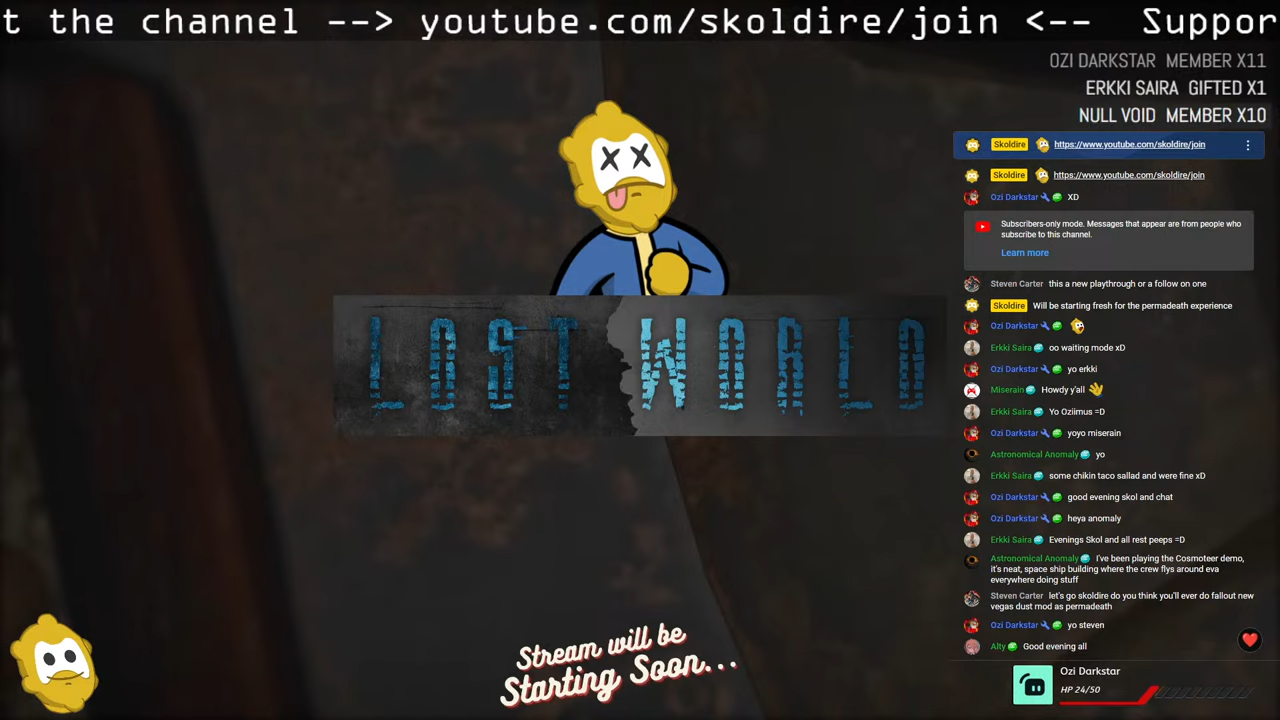 t the channel --> youtube.com/skoldire/join <-- Suppor
OZI DARKSTAR MEMBER X11
ERKKI SAIRA GIFTED X1
NULL VOID MEMBER X10
Skoldire https://www.youtube.com/skoldire/join
Skoldire https://www.youtube.com/skoldire/join
Ozi Darkstar XD
Subscribers-only mode. Messages that appear are from people who
subscribe to this channel.
Learn more
Steven Carter this a new playthrough or a follow on one
Skoldire Will be starting fresh for the permadeath experience
Ozi Darkstar
Erkki Saira oo waiting mode xD
Ozi Darkstar yo erkki
Miserain Howdy y'all
Erkki Saira Yo Oziimus =D
Ozi Darkstar yoyo miserain
Astronomical Anomaly yo
Erkki Saira some chikin taco sallad and were fine xD
Ozi Darkstar good evening skol and chat
Ozi Darkstar heya anomaly
Erkki Saira Evenings Skol and all rest peeps =D
Astronomical Anomaly I've been playing the Cosmoteer demo,
it's neat, space ship building where the crew flys around eva
everywhere doing stuff
Steven Carter let's go skoldire do you think you'll ever do fallout new
vegas dust mod as permadeath
Ozi Darkstar yo steven
Alty Good evening all
Ozi Darkstar
HP 24/50
LOST WORLD
Stream will be
Starting Soon...